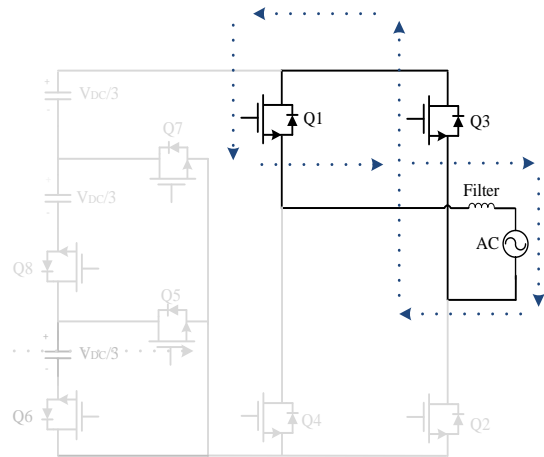 +
VDC/3
-
Q1
Q3
Q7
+
VDC/3
-
Filter
AC
Q8
Q5
+
VDC/3
-
Q6
Q4
Q2